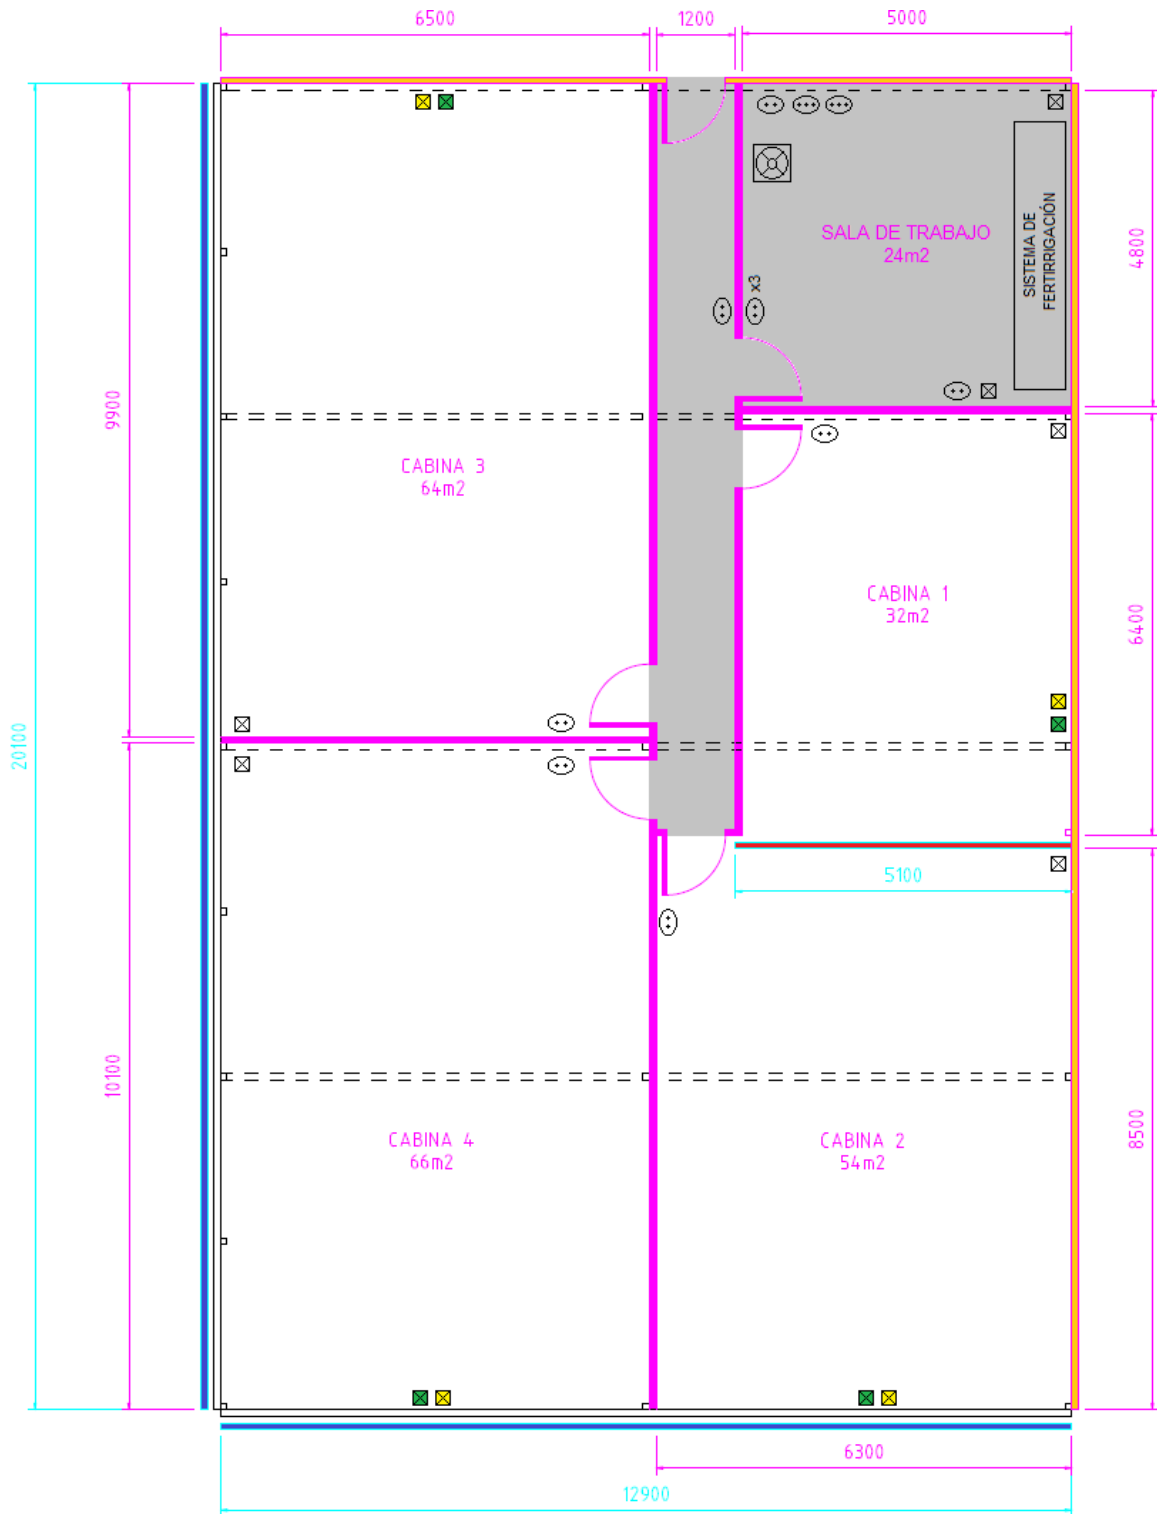 6500
1200
5000
SALA DE TRABAJO
24m2
SISTEMA DE
FERTIRRIGACIÓN
x3
4800
9900
CABINA 3
64m2
CABINA 1
32m2
6400
20100
5100
10100
CABINA 4
66m2
CABINA 2
54m2
8500
6300
12900